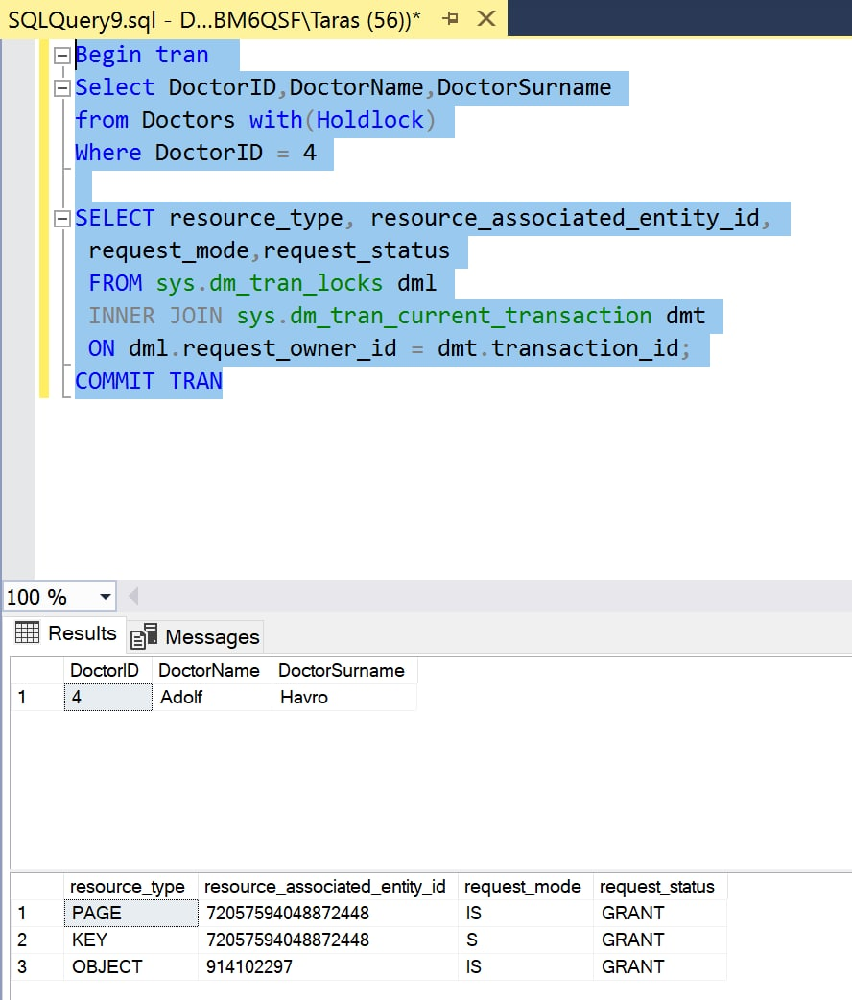 SQLQuery9.sql - D...BM6QSF\Taras (56))*
Begin tran
Select DoctorID,DoctorName,DoctorSurname
from Doctors with(Holdlock)
Where DoctorID = 4
SELECT resource_type, resource_associated_entity_id,
request_mode,request_status
FROM sys.dm_tran_locks dml
INNER JOIN sys.dm_tran_current_transaction dmt
ON dml.request_owner_id = dmt.transaction_id;
COMMIT TRAN
100 %
Results Messages
DoctorID DoctorName DoctorSurname
1 4 Adolf Havro
resource_type resource_associated_entity_id request_mode request_status
1 PAGE 72057594048872448 IS GRANT
2 KEY 72057594048872448 S GRANT
3 OBJECT 914102297 IS GRANT